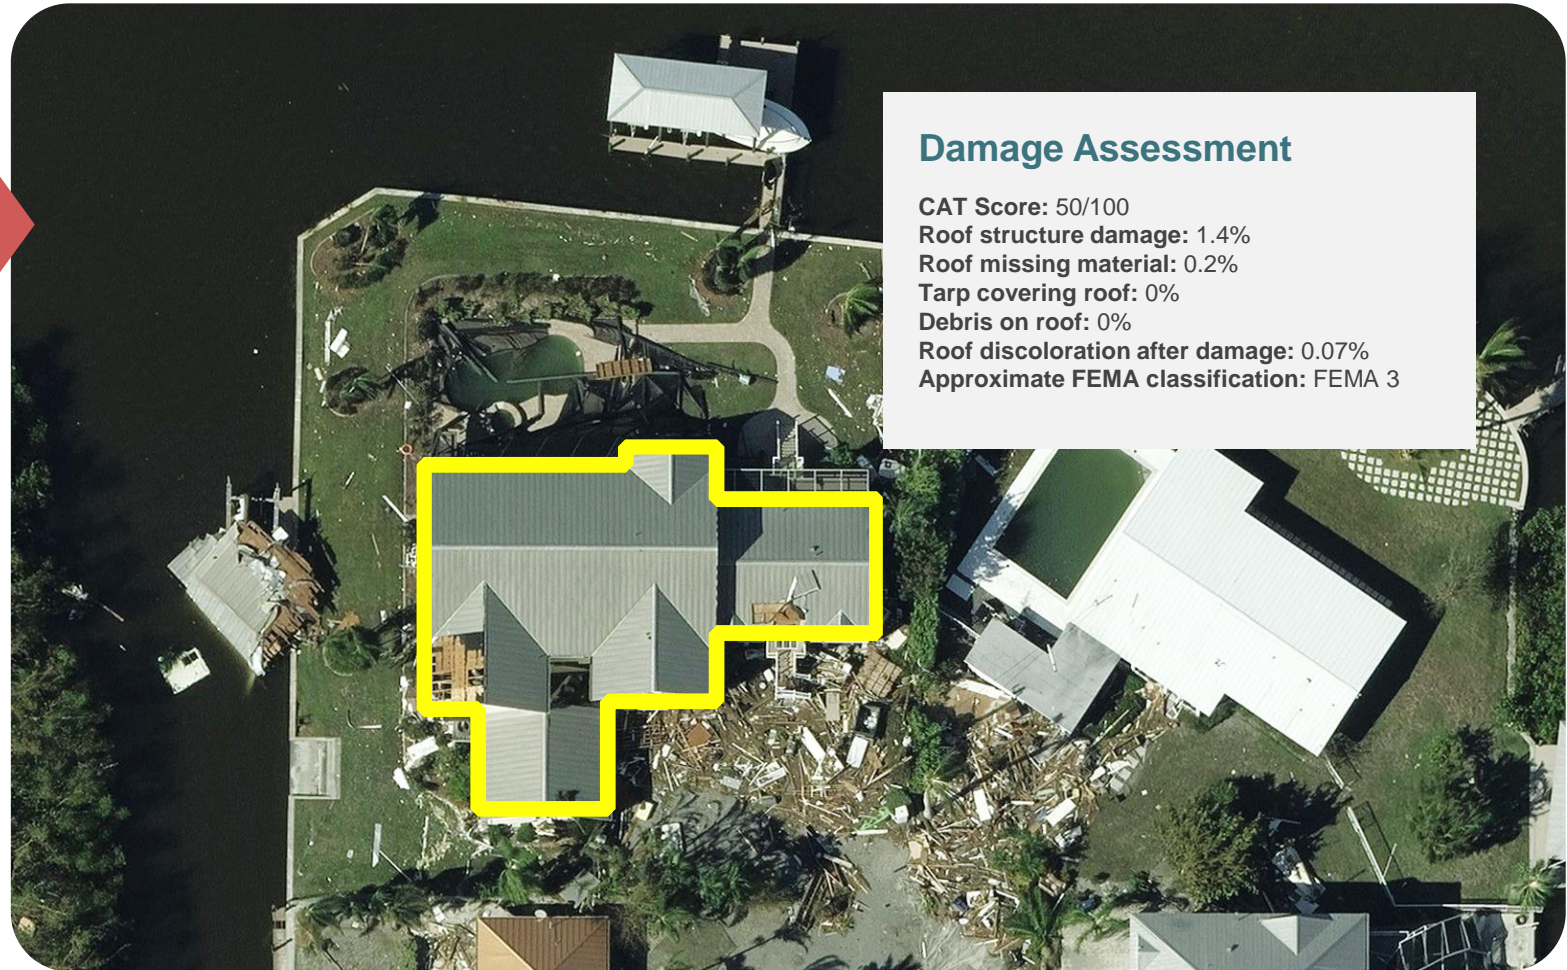 Damage Assessment
CAT Score: 50/100
Roof structure damage: 1.4%
Roof missing material: 0.2%
Tarp covering roof: 0%
Debris on roof: 0%
Roof discoloration after damage: 0.07%
Approximate FEMA classification: FEMA 3